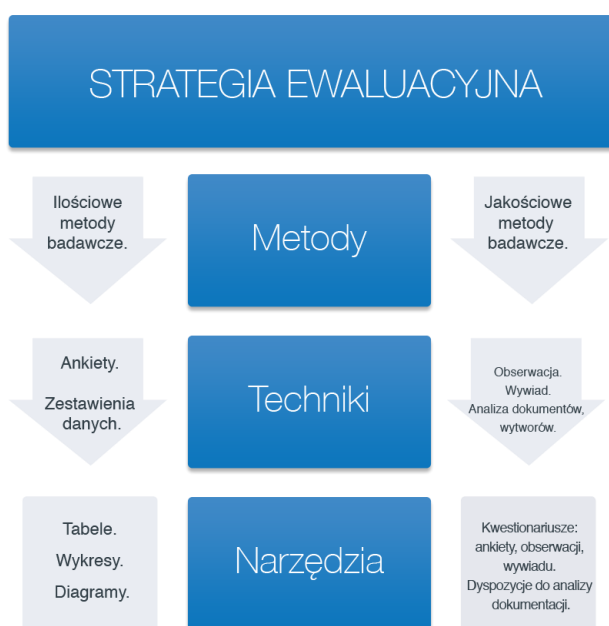 STRATEGIA EWALUACYJNA
Ilościowe
metody
badawcze.
Metody
Jakościowe
metody
badawcze.
Ankiety.
Zestawienia
danych.
Techniki
Obserwacja.
Wywiad.
Analiza dokumentów,
wytworów.
Tabele.
Wykresy.
Diagramy.
Narzędzia
Kwestionariusze:
ankiety, obserwacji,
wywiadu.
Dyspozycje do analizy
dokumentacji.